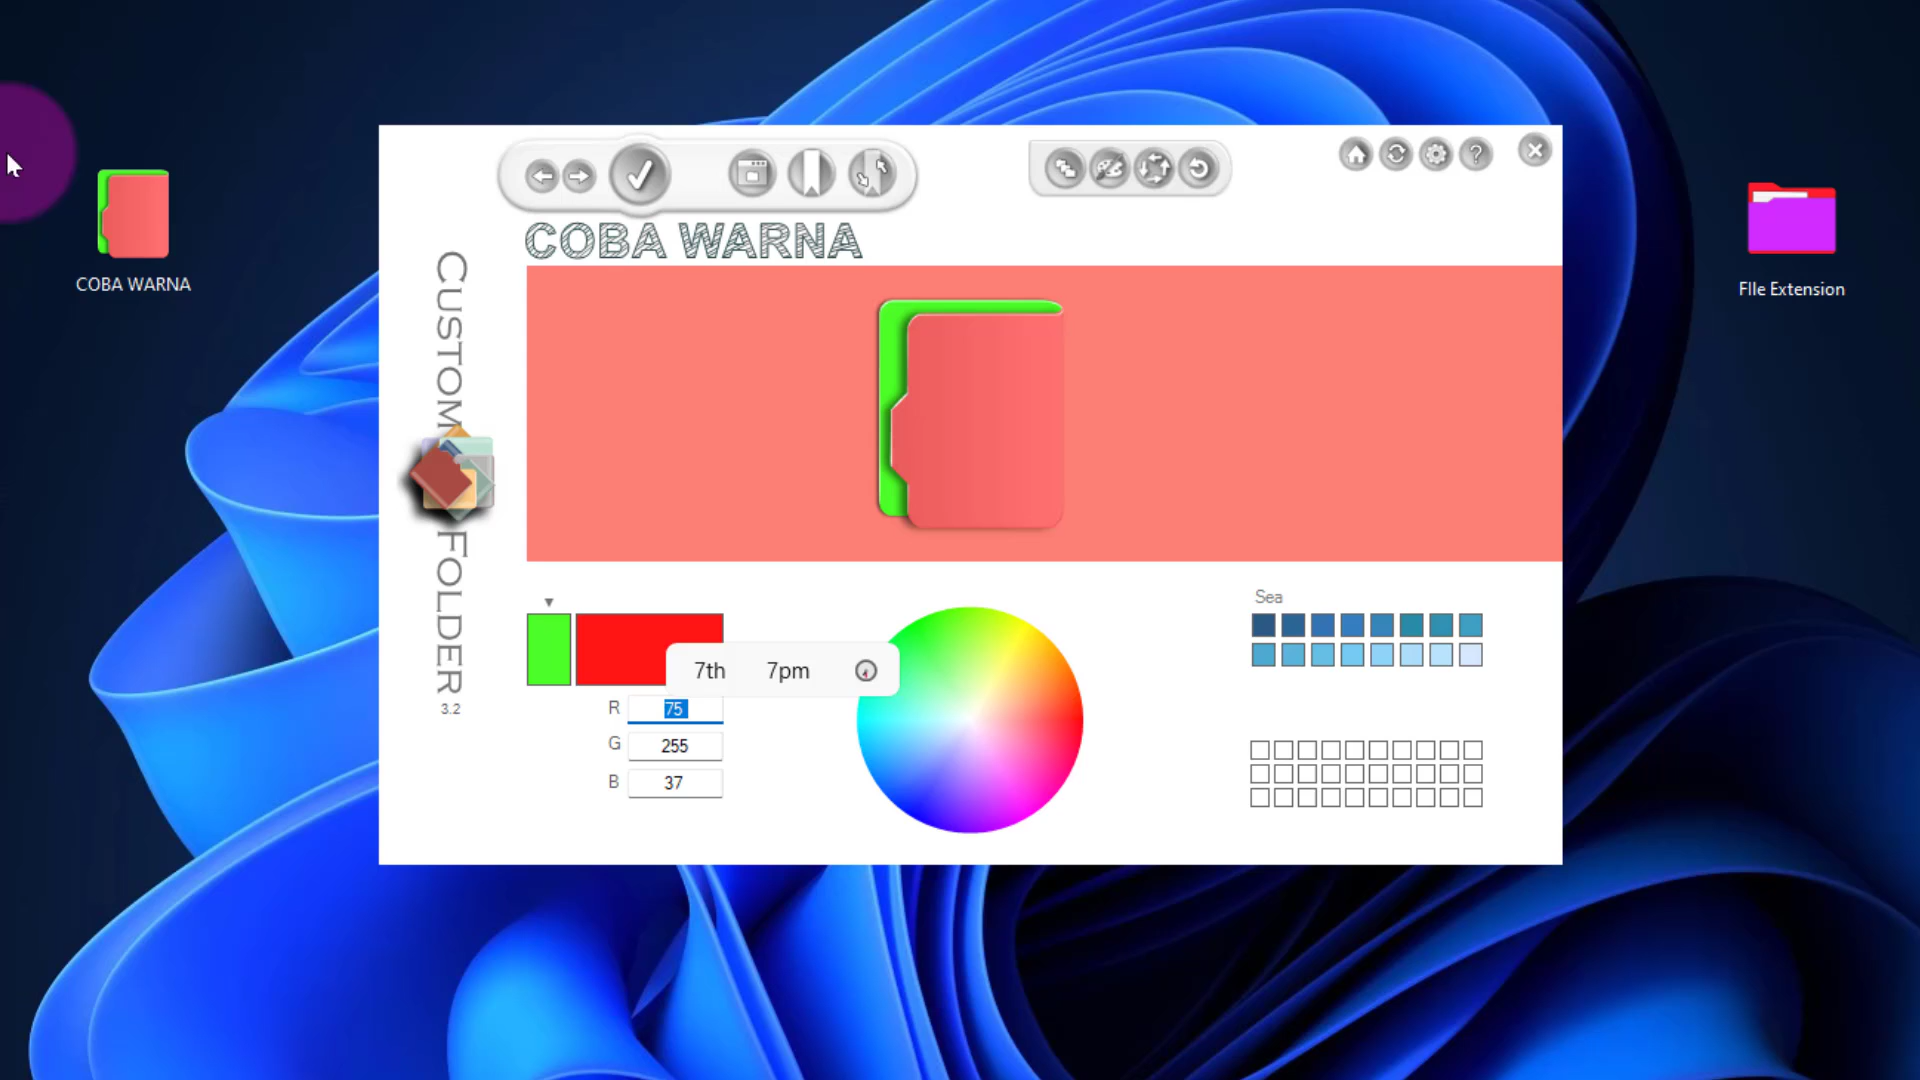 COBA WARNA
CUSTOM
FOLDER
3.2
COBA WARNA
FIle Extension
Sea
7th 7pm
R 75
G 255
B 37